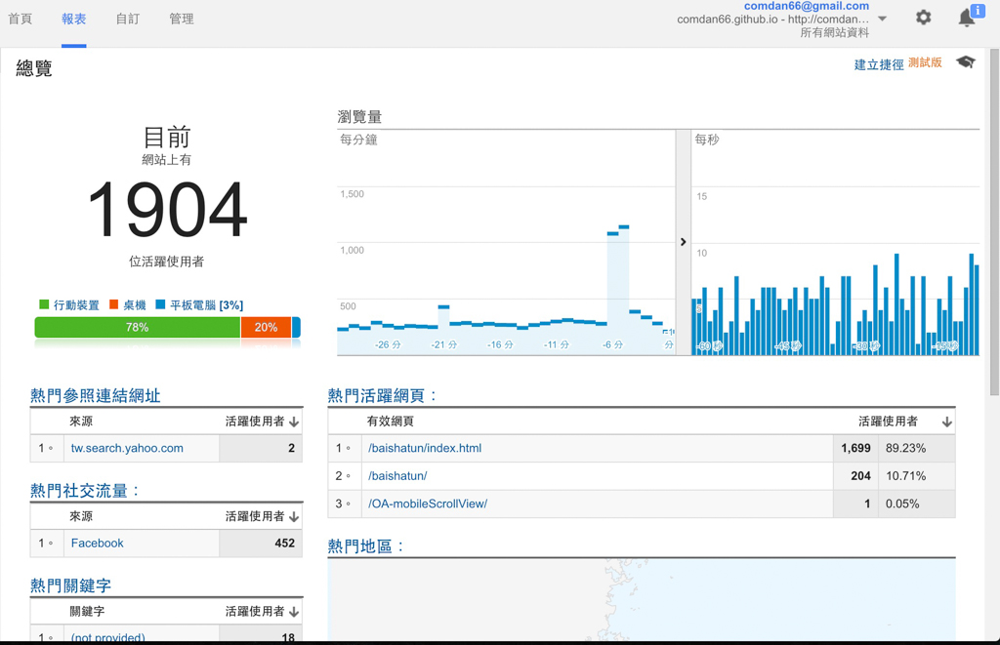 首頁 報表 自訂 管理
comdan66@gmail.com
comdan66.github.io - http://comdan…
所有網站資料
i
總覽
建立捷徑 測試版
目前
網站上有
1904
位活躍使用者
行動裝置 桌機 平板電腦 [3%]
78% 20%
瀏覽量
每分鐘
1,500
1,000
500
-26 分 -21 分 -16 分 -11 分 -6 分
分
每秒
15
10
5
-60 秒 -45 秒 -30 秒 -15 秒
熱門參照連結網址
來源 活躍使用者
1。 tw.search.yahoo.com 2
熱門社交流量：
來源 活躍使用者
1。 Facebook 452
熱門關鍵字
關鍵字 活躍使用者
1。 (not provided) 18
熱門活躍網頁：
有效網頁 活躍使用者
1。 /baishatun/index.html 1,699 89.23%
2。 /baishatun/ 204 10.71%
3。 /OA-mobileScrollView/ 1 0.05%
熱門地區：